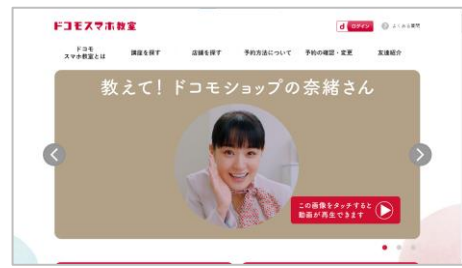 ドコモスマホ教室
d ログイン
? よくある質問
ドコモ
スマホ教室とは
講座を探す
店舗を探す
予約方法について
予約の確認・変更
友達紹介
教えて！ドコモショップの奈緒さん
この画像をタッチすると
動画が再生できます